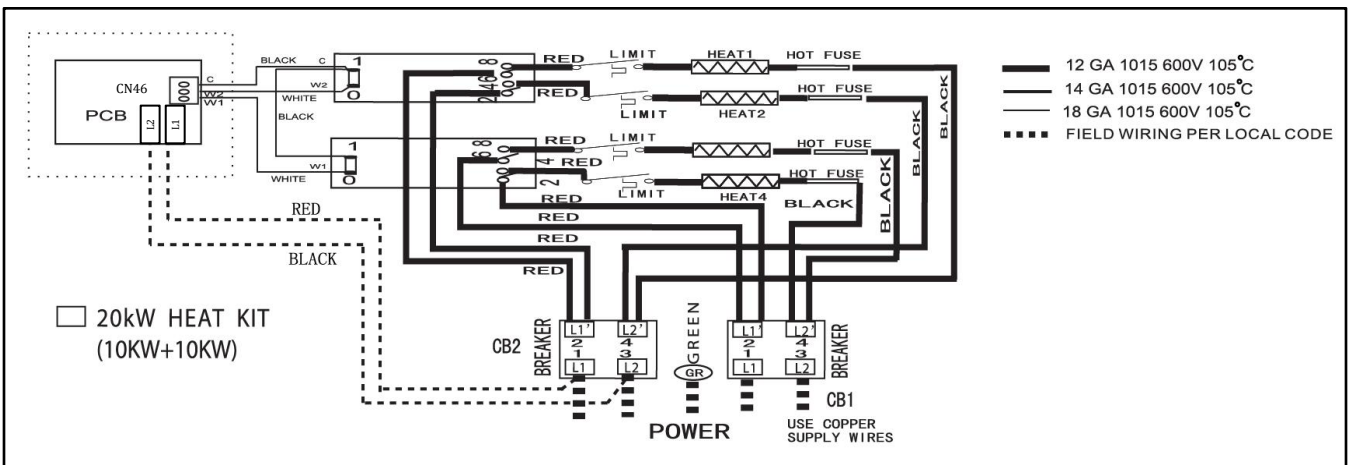 BLACK
C
1
8
RED
LIMIT
HEAT1
HOT FUSE
12 GA 1015 600V 105°C
CN46
C
W2
W2
W1
WHITE
0
2 4 6
RED
LIMIT
HEAT2
HOT FUSE
BLACK
BLACK
14 GA 1015 600V 105°C
PCB
L2
L1
BLACK
18 GA 1015 600V 105°C
1
6 8
RED
LIMIT
HOT FUSE
FIELD WIRING PER LOCAL CODE
W1
WHITE
0
2
4
RED
LIMIT
HEAT4
HOT FUSE
BLACK
BLACK
RED
RED
RED
RED
BLACK
RED
20kW HEAT KIT
(10KW+10KW)
CB2
BREAKER
L1'
L2'
2
4
1
3
L1
L2
GREEN
GR
L1'
L2'
2
4
1
3
L1
L2
BREAKER
CB1
POWER
USE COPPER
SUPPLY WIRES